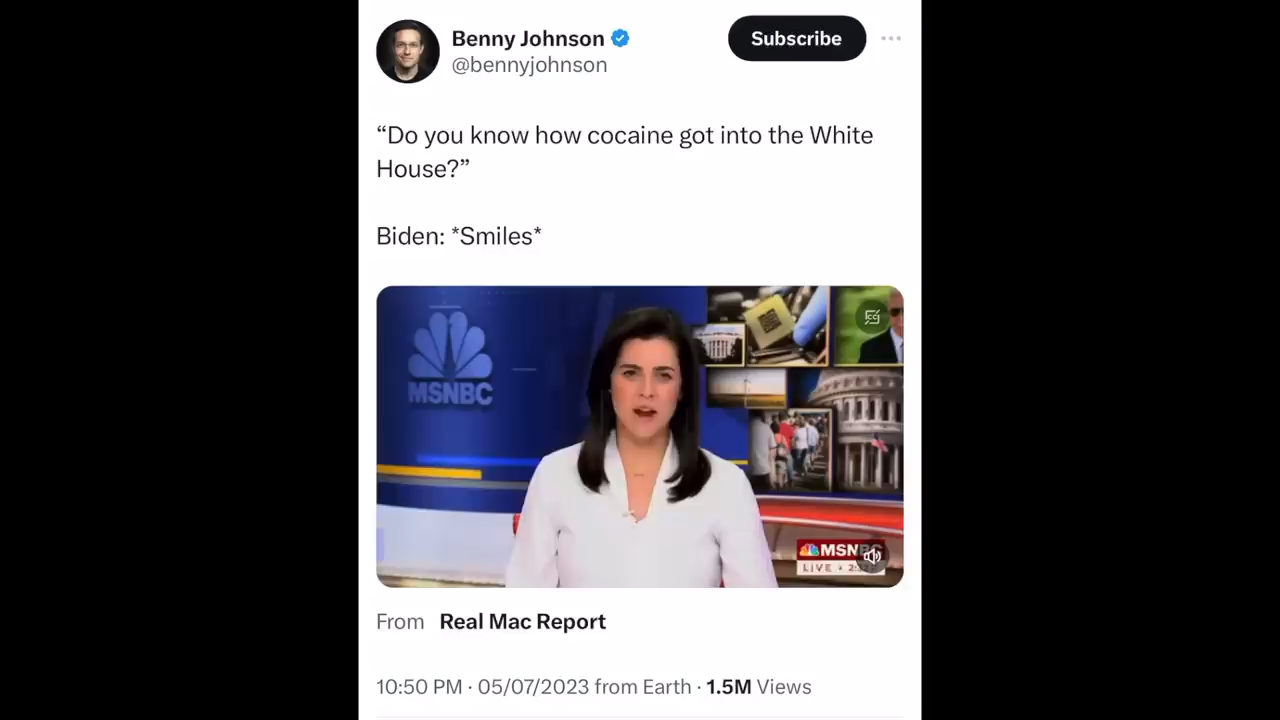 Benny Johnson
@bennyjohnson
Subscribe
“Do you know how cocaine got into the White
House?”
Biden: *Smiles*
MSNBC
MSNBC
LIVE
From Real Mac Report
10:50 PM · 05/07/2023 from Earth · 1.5M Views